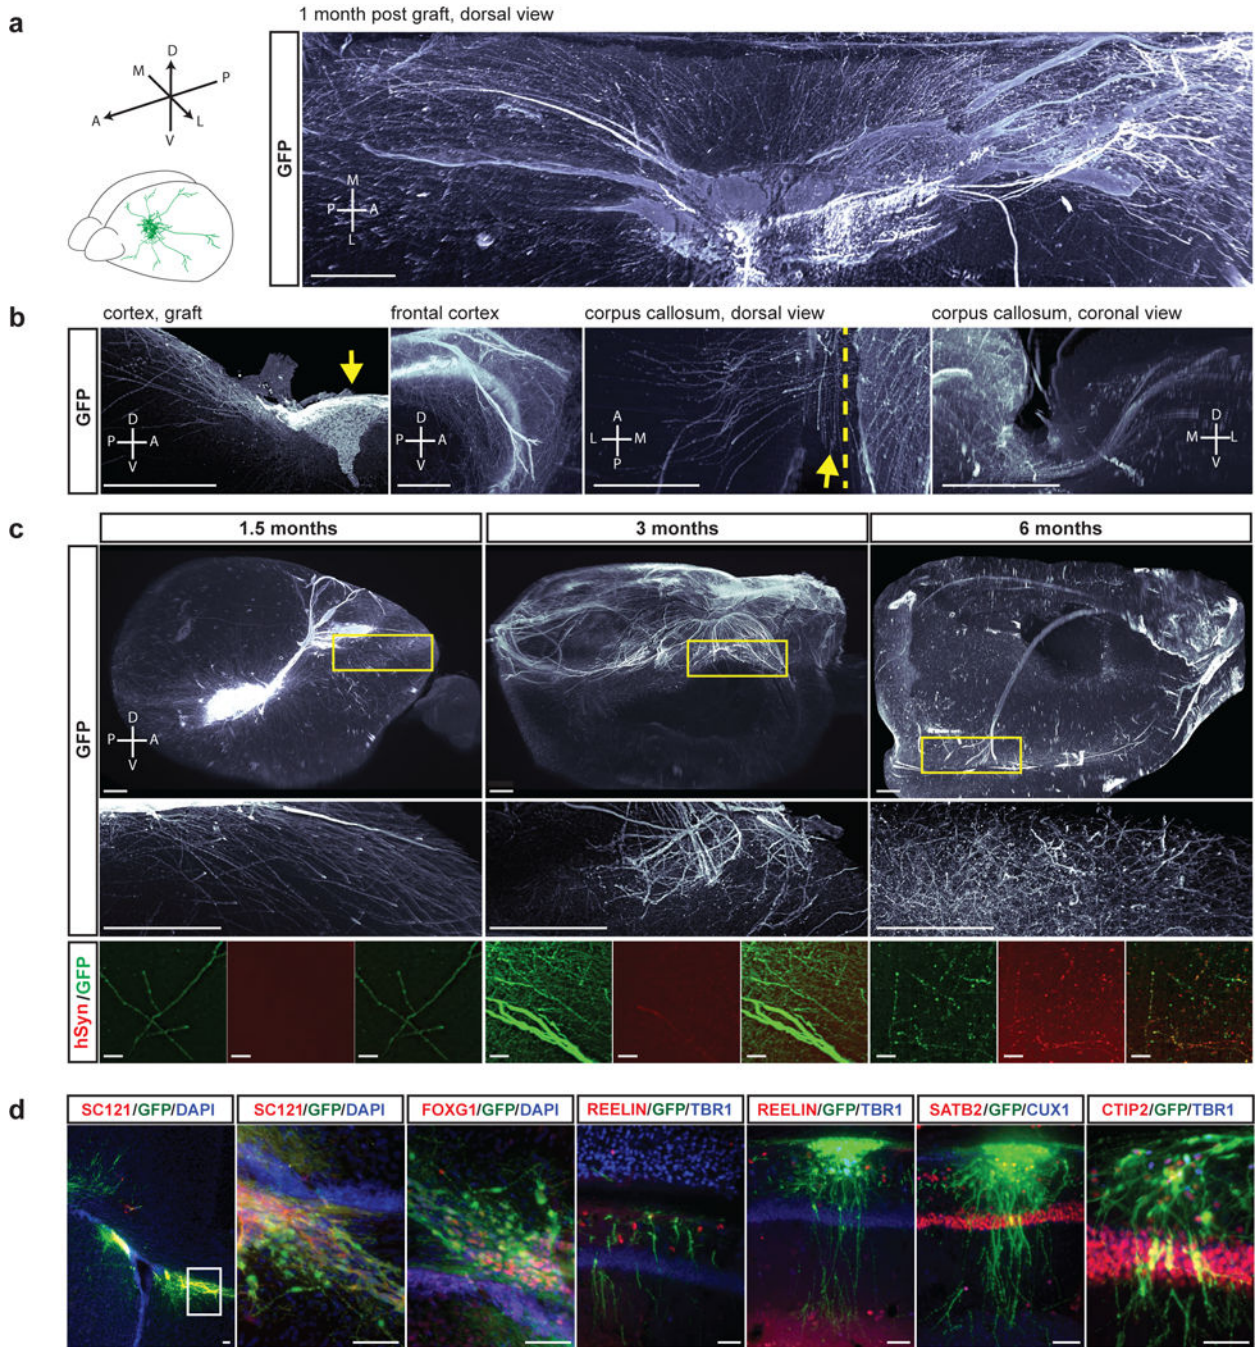 a
1 month post graft, dorsal view
D
M
P
A
L
V
GFP
M
P A
L
b
cortex, graft
frontal cortex
corpus callosum, dorsal view
corpus callosum, coronal view
GFP
D
P A
V
D
P A
V
A
L M
P
D
M L
V
c
1.5 months
3 months
6 months
GFP
D
P A
V
hSyn/GFP
d
SC121/GFP/DAPI
SC121/GFP/DAPI
FOXG1/GFP/DAPI
REELIN/GFP/TBR1
REELIN/GFP/TBR1
SATB2/GFP/CUX1
CTIP2/GFP/TBR1